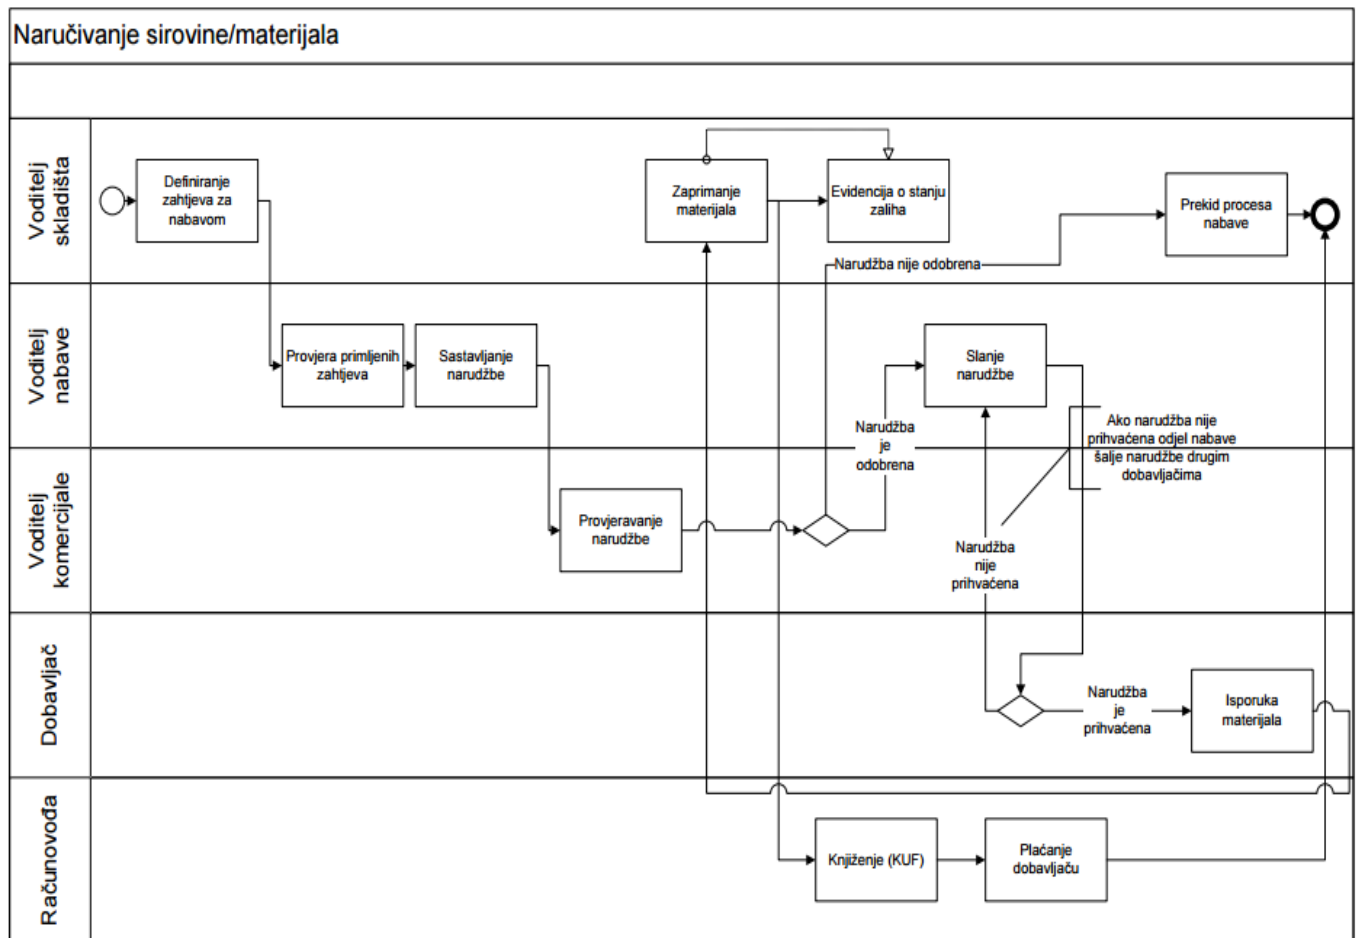 Naručivanje sirovine/materijala
Voditelj
skladišta
Definiranje
zahtjeva za
nabavom
Zaprimanje
materijala
Evidencija o stanju
zaliha
Prekid procesa
nabave
Narudžba nije odobrena
Voditelj
nabave
Provjera primljenih
zahtjeva
Sastavljanje
narudžbe
Slanje
narudžbe
Narudžba
je
odobrena
Ako narudžba nije
prihvaćena odjel nabave
šalje narudžbe drugim
dobavljačima
Voditelj
komercijale
Provjeravanje
narudžbe
Narudžba
nije
prihvaćena
Dobavljač
Narudžba
je
prihvaćena
Isporuka
materijala
Računovođa
Knjiženje (KUF)
Plaćanje
dobavljaču